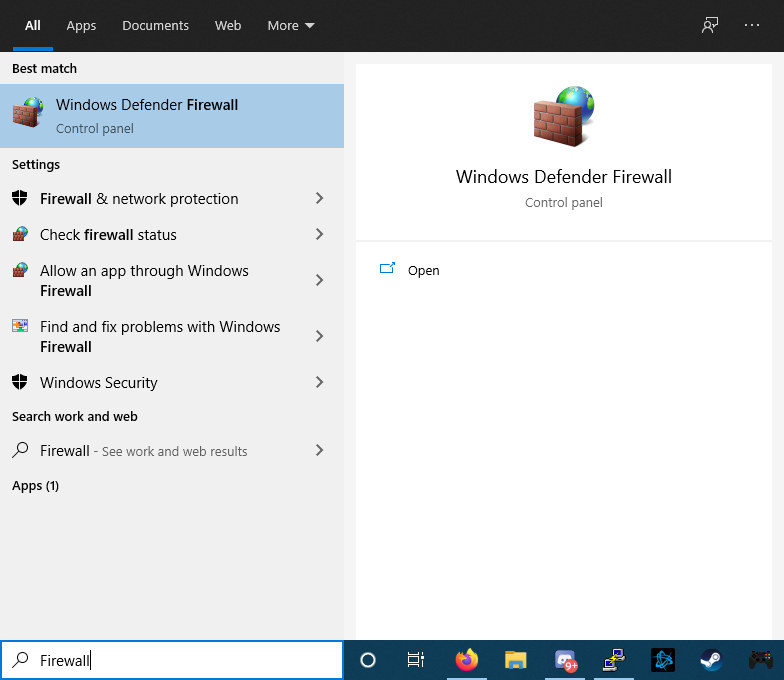 All Apps Documents Web More
Best match
Windows Defender Firewall
Control panel
Settings
Firewall & network protection
Check firewall status
Allow an app through Windows
Firewall
Find and fix problems with Windows
Firewall
Windows Security
Search work and web
Firewall - See work and web results
Apps (1)
Windows Defender Firewall
Control panel
Open
Firewall
9+